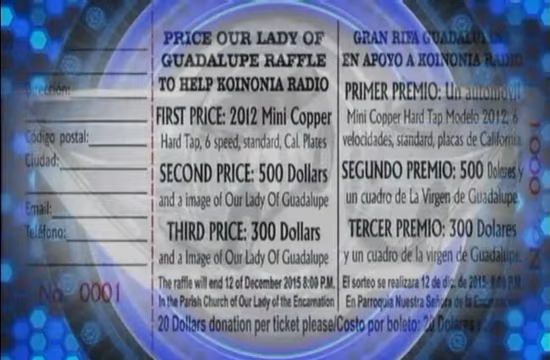 Dirección:
Código postal:
Ciudad:
Email:
Teléfono:
No 0001
PRICE OUR LADY OF
GUADALUPE RAFFLE
TO HELP KOINONIA RADIO
FIRST PRICE: 2012 Mini Copper
Hard Tap, 6 speed, standard, Cal. Plates
SECOND PRICE: 500 Dollars
and a image of Our Lady Of Guadalupe
THIRD PRICE: 300 Dollars
and a Image of Our Lady Of Guadalupe
The raffle will end 12 of December 2015 8:00 P.M.
In the Parish Church of Our Lady of the Encarnation
GRAN RIFA GUADALUPANA
EN APOYO A KOINONIA RADIO
PRIMER PREMIO: Un automovil
Mini Copper Hard Tap Modelo 2012, 6
velocidades, standard, placas de California
SEGUNDO PREMIO: 500 Dolares y
un cuadro de La Virgen de Guadalupe
TERCER PREMIO: 300 Dolares
y un cuadro de la virgen de Guadalupe
El sorteo se realizara 12 de dic. de 2015 8:00 P.M.
En Parroquia Nuestra Señora de la
20 Dollars donation per ticket please/Costo por boleto: 20 Dolares